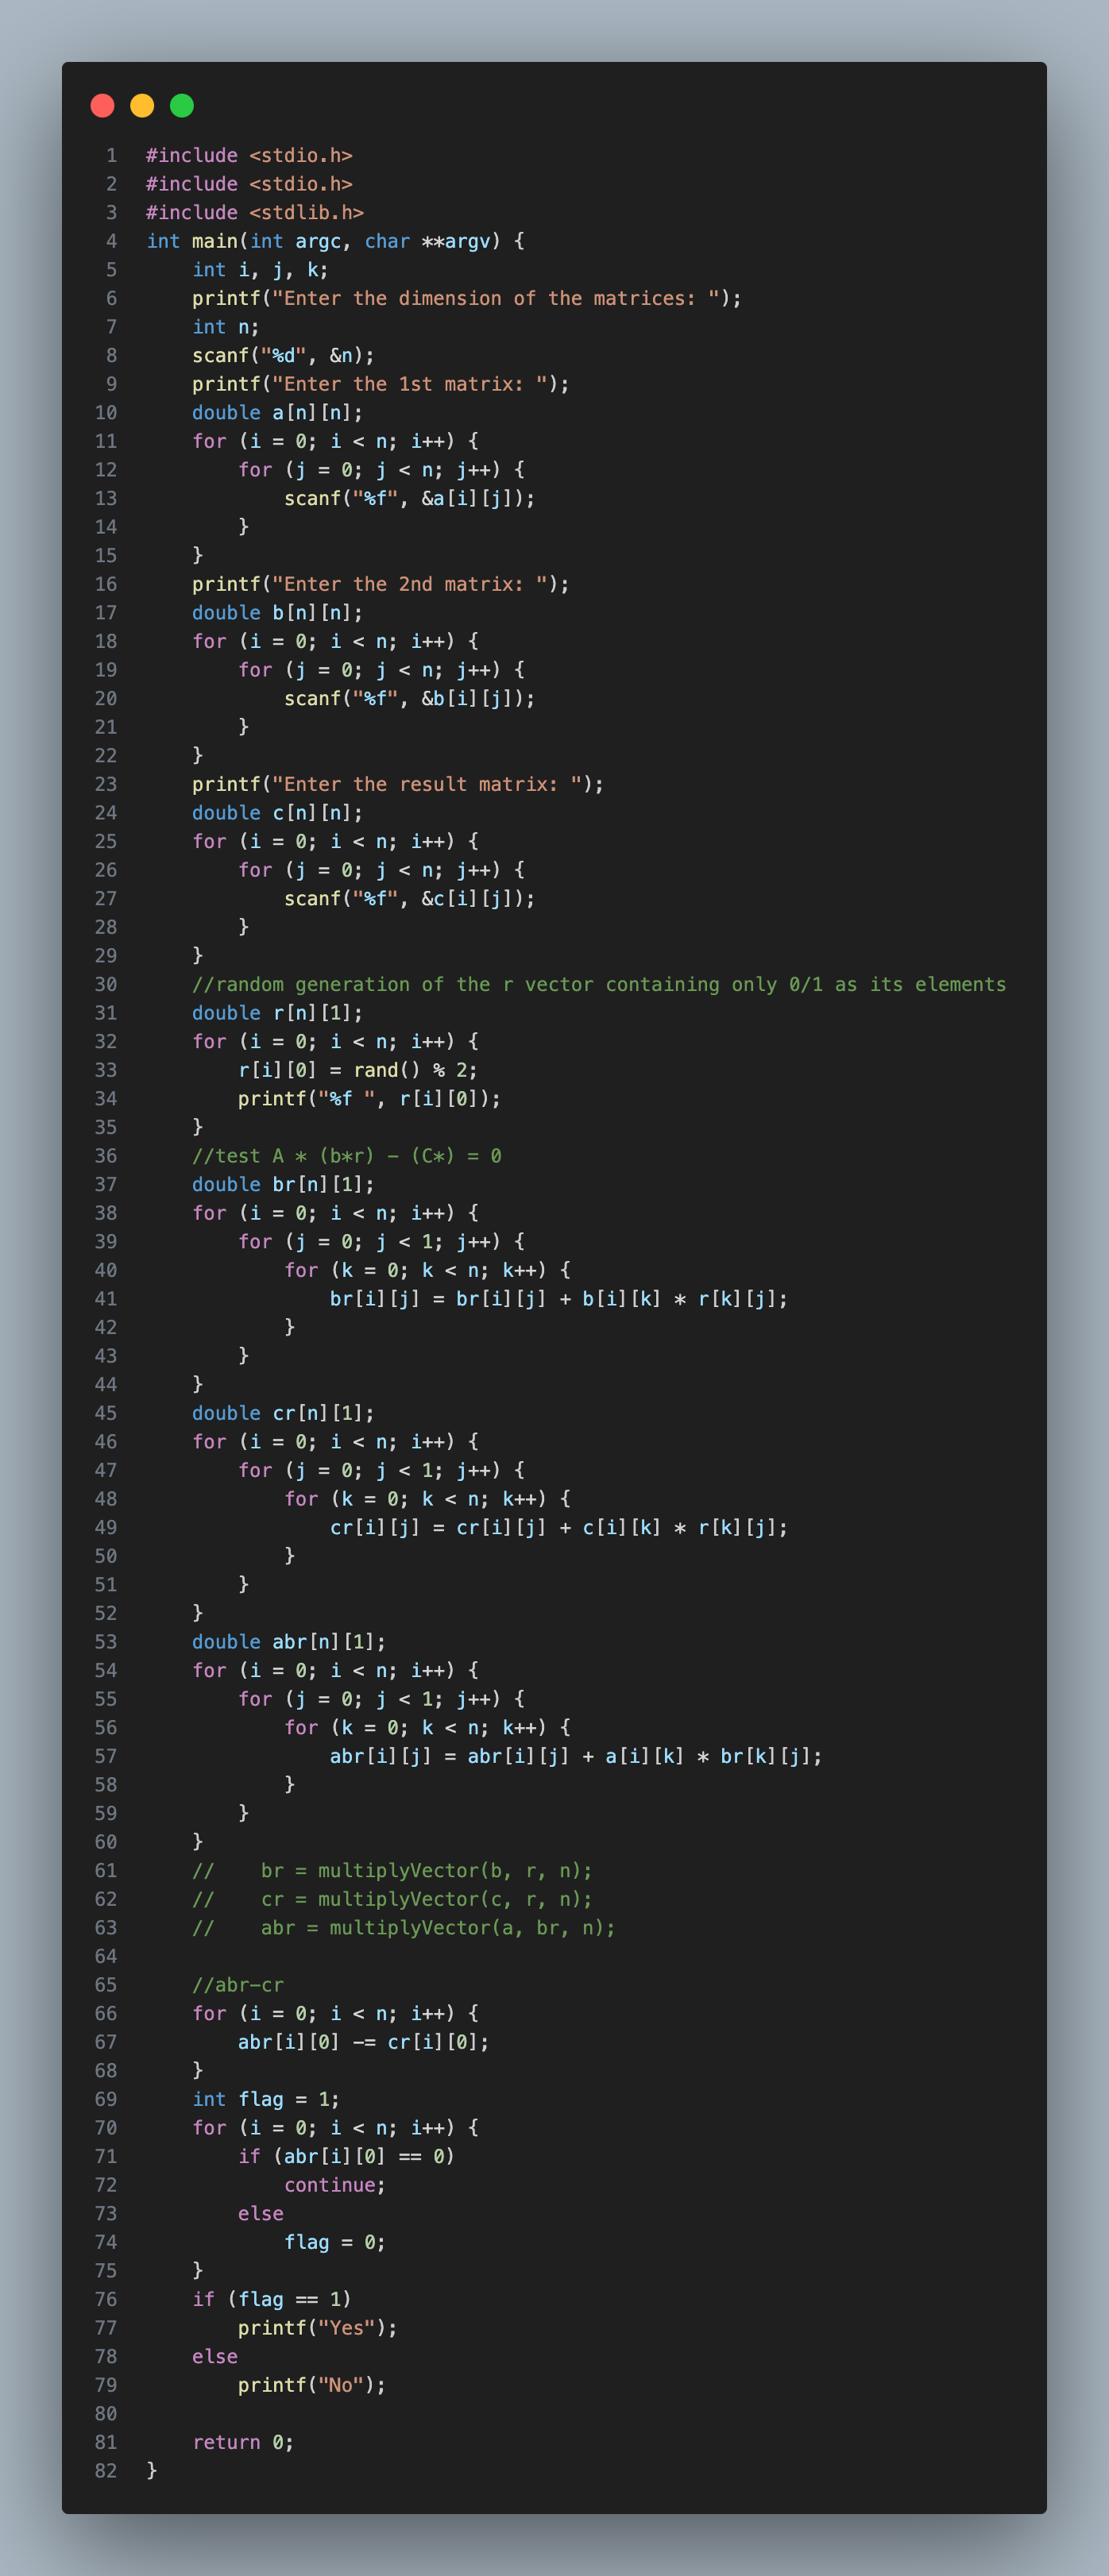 1 #include <stdio.h>
2 #include <stdio.h>
3 #include <stdlib.h>
4 int main(int argc, char **argv) {
5     int i, j, k;
6     printf("Enter the dimension of the matrices: ");
7     int n;
8     scanf("%d", &n);
9     printf("Enter the 1st matrix: ");
10     double a[n][n];
11     for (i = 0; i < n; i++) {
12         for (j = 0; j < n; j++) {
13             scanf("%f", &a[i][j]);
14         }
15     }
16     printf("Enter the 2nd matrix: ");
17     double b[n][n];
18     for (i = 0; i < n; i++) {
19         for (j = 0; j < n; j++) {
20             scanf("%f", &b[i][j]);
21         }
22     }
23     printf("Enter the result matrix: ");
24     double c[n][n];
25     for (i = 0; i < n; i++) {
26         for (j = 0; j < n; j++) {
27             scanf("%f", &c[i][j]);
28         }
29     }
30     //random generation of the r vector containing only 0/1 as its elements
31     double r[n][1];
32     for (i = 0; i < n; i++) {
33         r[i][0] = rand() % 2;
34         printf("%f ", r[i][0]);
35     }
36     //test A * (b*r) - (C*) = 0
37     double br[n][1];
38     for (i = 0; i < n; i++) {
39         for (j = 0; j < 1; j++) {
40             for (k = 0; k < n; k++) {
41                 br[i][j] = br[i][j] + b[i][k] * r[k][j];
42             }
43         }
44     }
45     double cr[n][1];
46     for (i = 0; i < n; i++) {
47         for (j = 0; j < 1; j++) {
48             for (k = 0; k < n; k++) {
49                 cr[i][j] = cr[i][j] + c[i][k] * r[k][j];
50             }
51         }
52     }
53     double abr[n][1];
54     for (i = 0; i < n; i++) {
55         for (j = 0; j < 1; j++) {
56             for (k = 0; k < n; k++) {
57                 abr[i][j] = abr[i][j] + a[i][k] * br[k][j];
58             }
59         }
60     }
61     //    br = multiplyVector(b, r, n);
62     //    cr = multiplyVector(c, r, n);
63     //    abr = multiplyVector(a, br, n);
64
65     //abr-cr
66     for (i = 0; i < n; i++) {
67         abr[i][0] -= cr[i][0];
68     }
69     int flag = 1;
70     for (i = 0; i < n; i++) {
71         if (abr[i][0] == 0)
72             continue;
73         else
74             flag = 0;
75     }
76     if (flag == 1)
77         printf("Yes");
78     else
79         printf("No");
80
81     return 0;
82 }